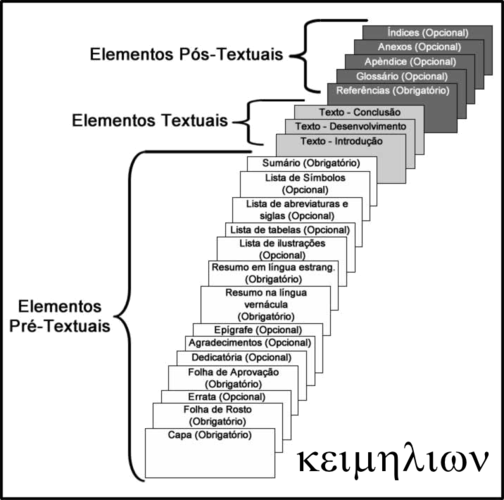 Elementos Pós-Textuais
Índices (Opcional)
Anexos (Opcional)
Apêndice (Opcional)
Glossário (Opcional)
Referências (Obrigatório)
Elementos Textuais
Texto - Conclusão
Texto - Desenvolvimento
Texto - Introdução
Elementos
Pré-Textuais
Sumário (Obrigatório)
Lista de Símbolos
(Opcional)
Lista de abreviaturas e
siglas (Opcional)
Lista de tabelas (Opcional)
Lista de ilustrações
(Opcional)
Resumo em língua estrang.
(Obrigatório)
Resumo na língua
vernácula
(Obrigatório)
Epígrafe (Opcional)
Agradecimentos (Opcional)
Dedicatória (Opcional)
Folha de Aprovação
(Obrigatório)
Errata (Opcional)
Folha de Rosto
(Obrigatório)
Capa (Obrigatório)
κειμηλιων